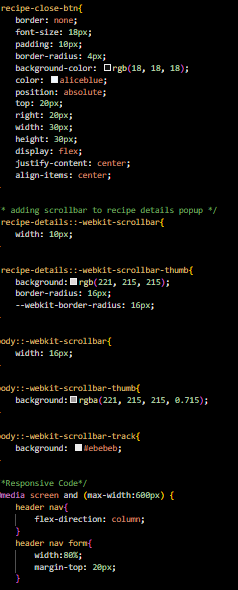 recipe-close-btn{
border: none;
font-size: 18px;
padding: 10px;
border-radius: 4px;
background-color: rgb(18, 18, 18);
color: aliceblue;
position: absolute;
top: 20px;
right: 20px;
width: 30px;
height: 30px;
display: flex;
justify-content: center;
align-items: center;
}
* adding scrollbar to recipe details popup */
recipe-details::-webkit-scrollbar{
width: 10px;
}
recipe-details::-webkit-scrollbar-thumb{
background: rgb(221, 215, 215);
border-radius: 16px;
--webkit-border-radius: 16px;
}
body::-webkit-scrollbar{
width: 16px;
}
body::-webkit-scrollbar-thumb{
background: rgba(221, 215, 215, 0.715);
}
body::-webkit-scrollbar-track{
background: #ebebeb;
}
*Responsive Code*/
@media screen and (max-width:600px) {
header nav{
flex-direction: column;
}
header nav form{
width:80%;
margin-top: 20px;
}